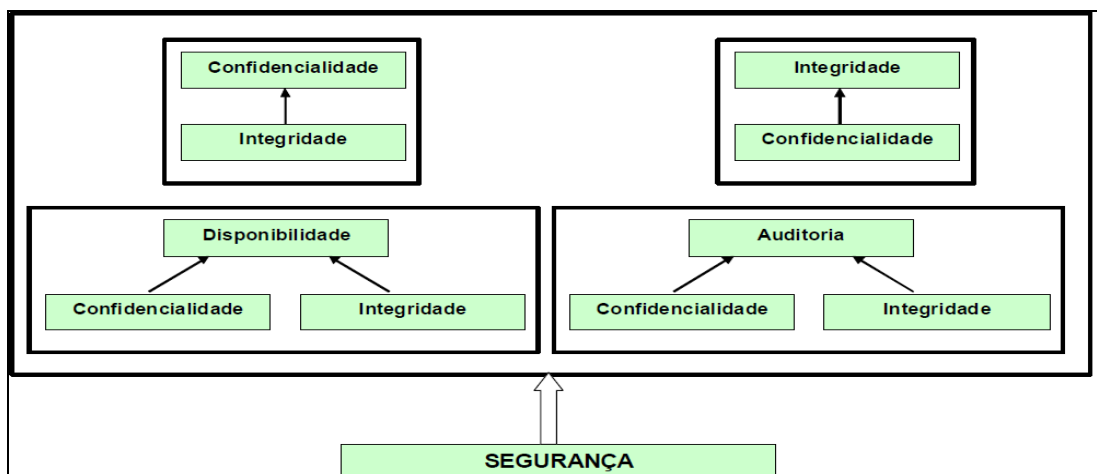 Confidencialidade
Integridade
Integridade
Confidencialidade
Disponibilidade
Confidencialidade
Integridade
Auditoria
Confidencialidade
Integridade
SEGURANÇA